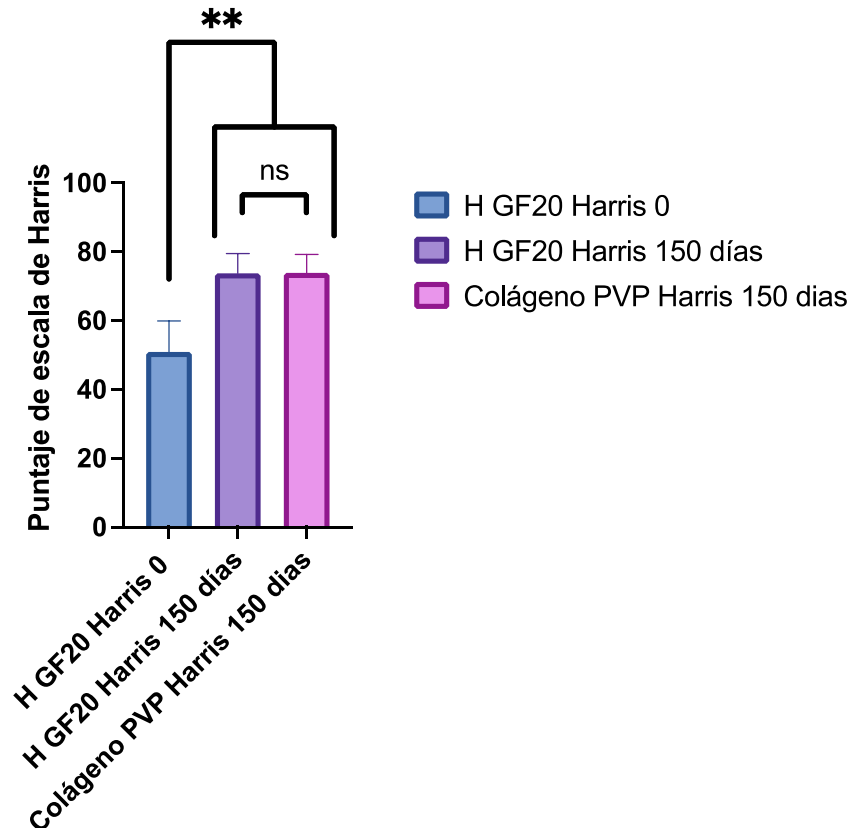 **
ns
Puntaje de escala de Harris
100
80
60
40
20
0
H GF20 Harris 0
H GF20 Harris 150 días
Colágeno PVP Harris 150 dias
H GF20 Harris 0
H GF20 Harris 150 días
Colágeno PVP Harris 150 dias